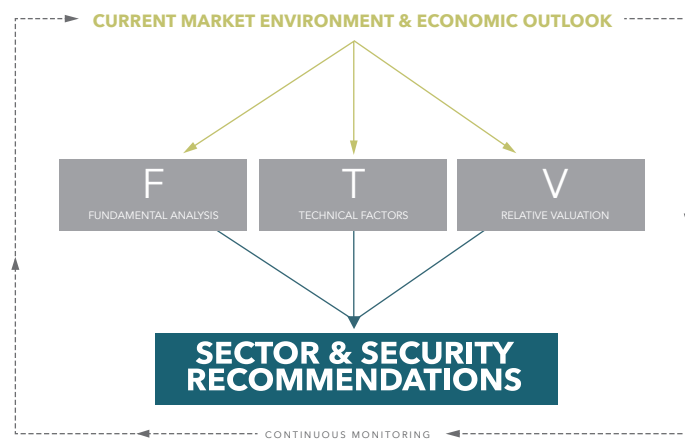 CURRENT MARKET ENVIRONMENT & ECONOMIC OUTLOOK
F
FUNDAMENTAL ANALYSIS
T
TECHNICAL FACTORS
V
RELATIVE VALUATION
SECTOR & SECURITY
RECOMMENDATIONS
CONTINUOUS MONITORING